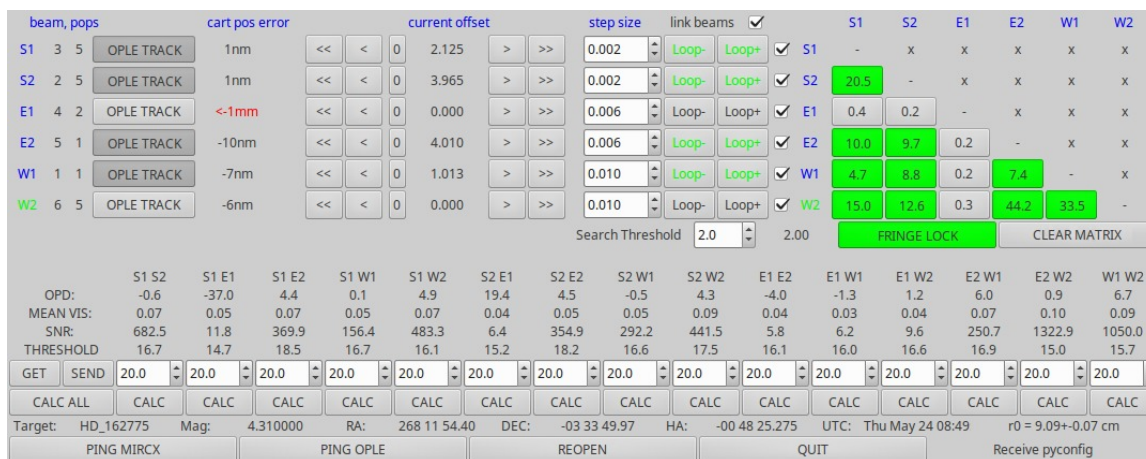 beam, pops cart pos error current offset step size link beams S1 S2 E1 E2 W1 W2
S1 3 5 OPLE TRACK 1nm << < 0 2.125 > >> 0.002 Loop- Loop+ S1 - x x x x x
S2 2 5 OPLE TRACK 1nm << < 0 3.965 > >> 0.002 Loop- Loop+ S2 20.5 - x x x x
E1 4 2 OPLE TRACK <-1mm << < 0 0.000 > >> 0.006 Loop- Loop+ E1 0.4 0.2 - x x x
E2 5 1 OPLE TRACK -10nm << < 0 4.010 > >> 0.006 Loop- Loop+ E2 10.0 9.7 0.2 - x x
W1 1 1 OPLE TRACK -7nm << < 0 1.013 > >> 0.010 Loop- Loop+ W1 4.7 8.8 0.2 7.4 - x
W2 6 5 OPLE TRACK -6nm << < 0 0.000 > >> 0.010 Loop- Loop+ W2 15.0 12.6 0.3 44.2 33.5 -
Search Threshold 2.0 2.00 FRINGE LOCK CLEAR MATRIX
S1 S2 S1 E1 S1 E2 S1 W1 S1 W2 S2 E1 S2 E2 S2 W1 S2 W2 E1 E2 E1 W1 E1 W2 E2 W1 E2 W2 W1 W2
OPD: -0.6 -37.0 4.4 0.1 4.9 19.4 4.5 -0.5 4.3 -4.0 -1.3 1.2 6.0 0.9 6.7
MEAN VIS: 0.07 0.05 0.07 0.05 0.07 0.04 0.05 0.05 0.09 0.04 0.03 0.04 0.07 0.10 0.09
SNR: 682.5 11.8 369.9 156.4 483.3 6.4 354.9 292.2 441.5 5.8 6.2 9.6 250.7 1322.9 1050.0
THRESHOLD 16.7 14.7 18.5 16.7 16.1 15.2 18.2 16.6 17.5 16.1 16.0 16.6 16.9 15.0 15.7
GET SEND 20.0 20.0 20.0 20.0 20.0 20.0 20.0 20.0 20.0 20.0 20.0 20.0 20.0 20.0 20.0
CALC ALL CALC CALC CALC CALC CALC CALC CALC CALC CALC CALC CALC CALC CALC CALC CALC
Target: HD_162775 Mag: 4.310000 RA: 268 11 54.40 DEC: -03 33 49.97 HA: -00 48 25.275 UTC: Thu May 24 08:49 r0 = 9.09+-0.07 cm
PING MIRCX PING OPLE REOPEN QUIT Receive pyconfig